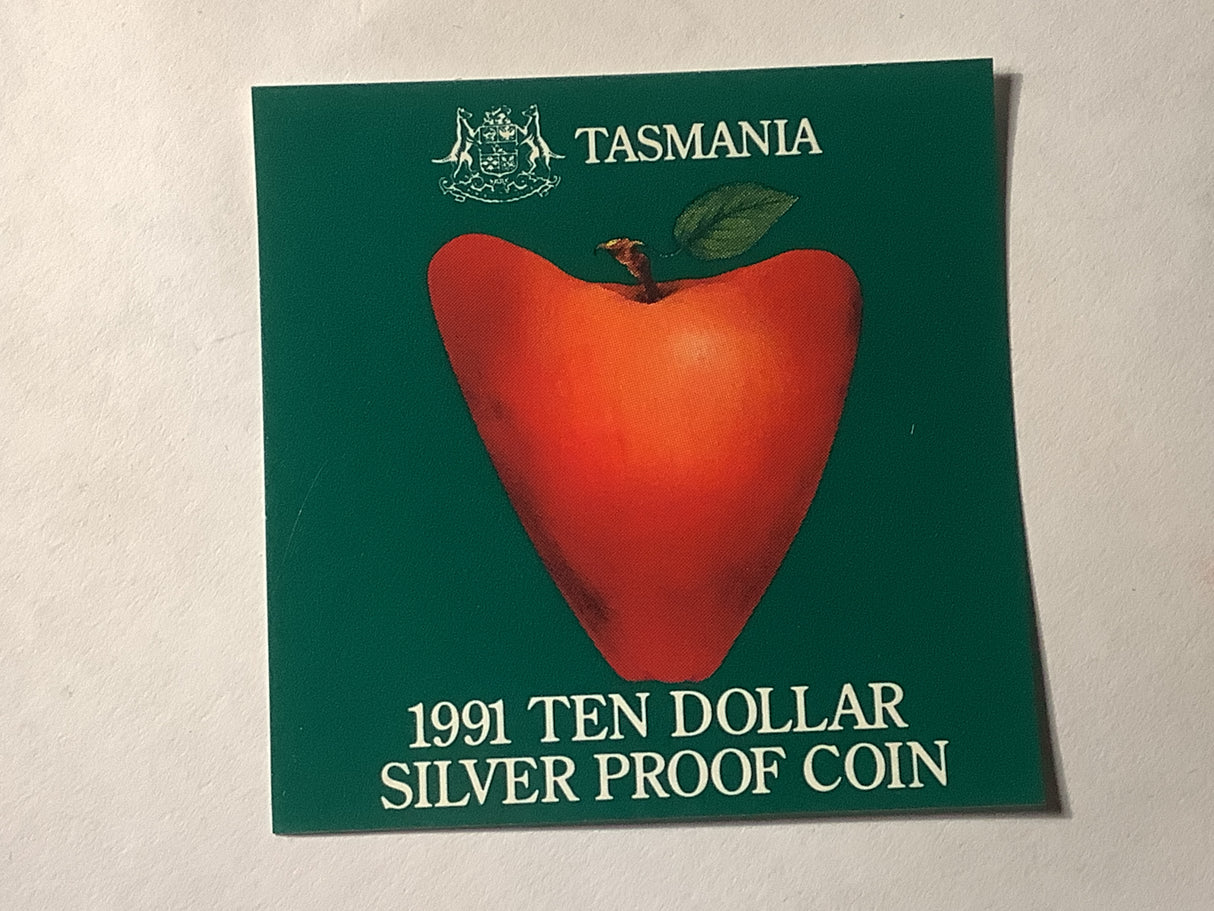 TASMANIA
1991 TEN DOLLAR
SILVER PROOF COIN